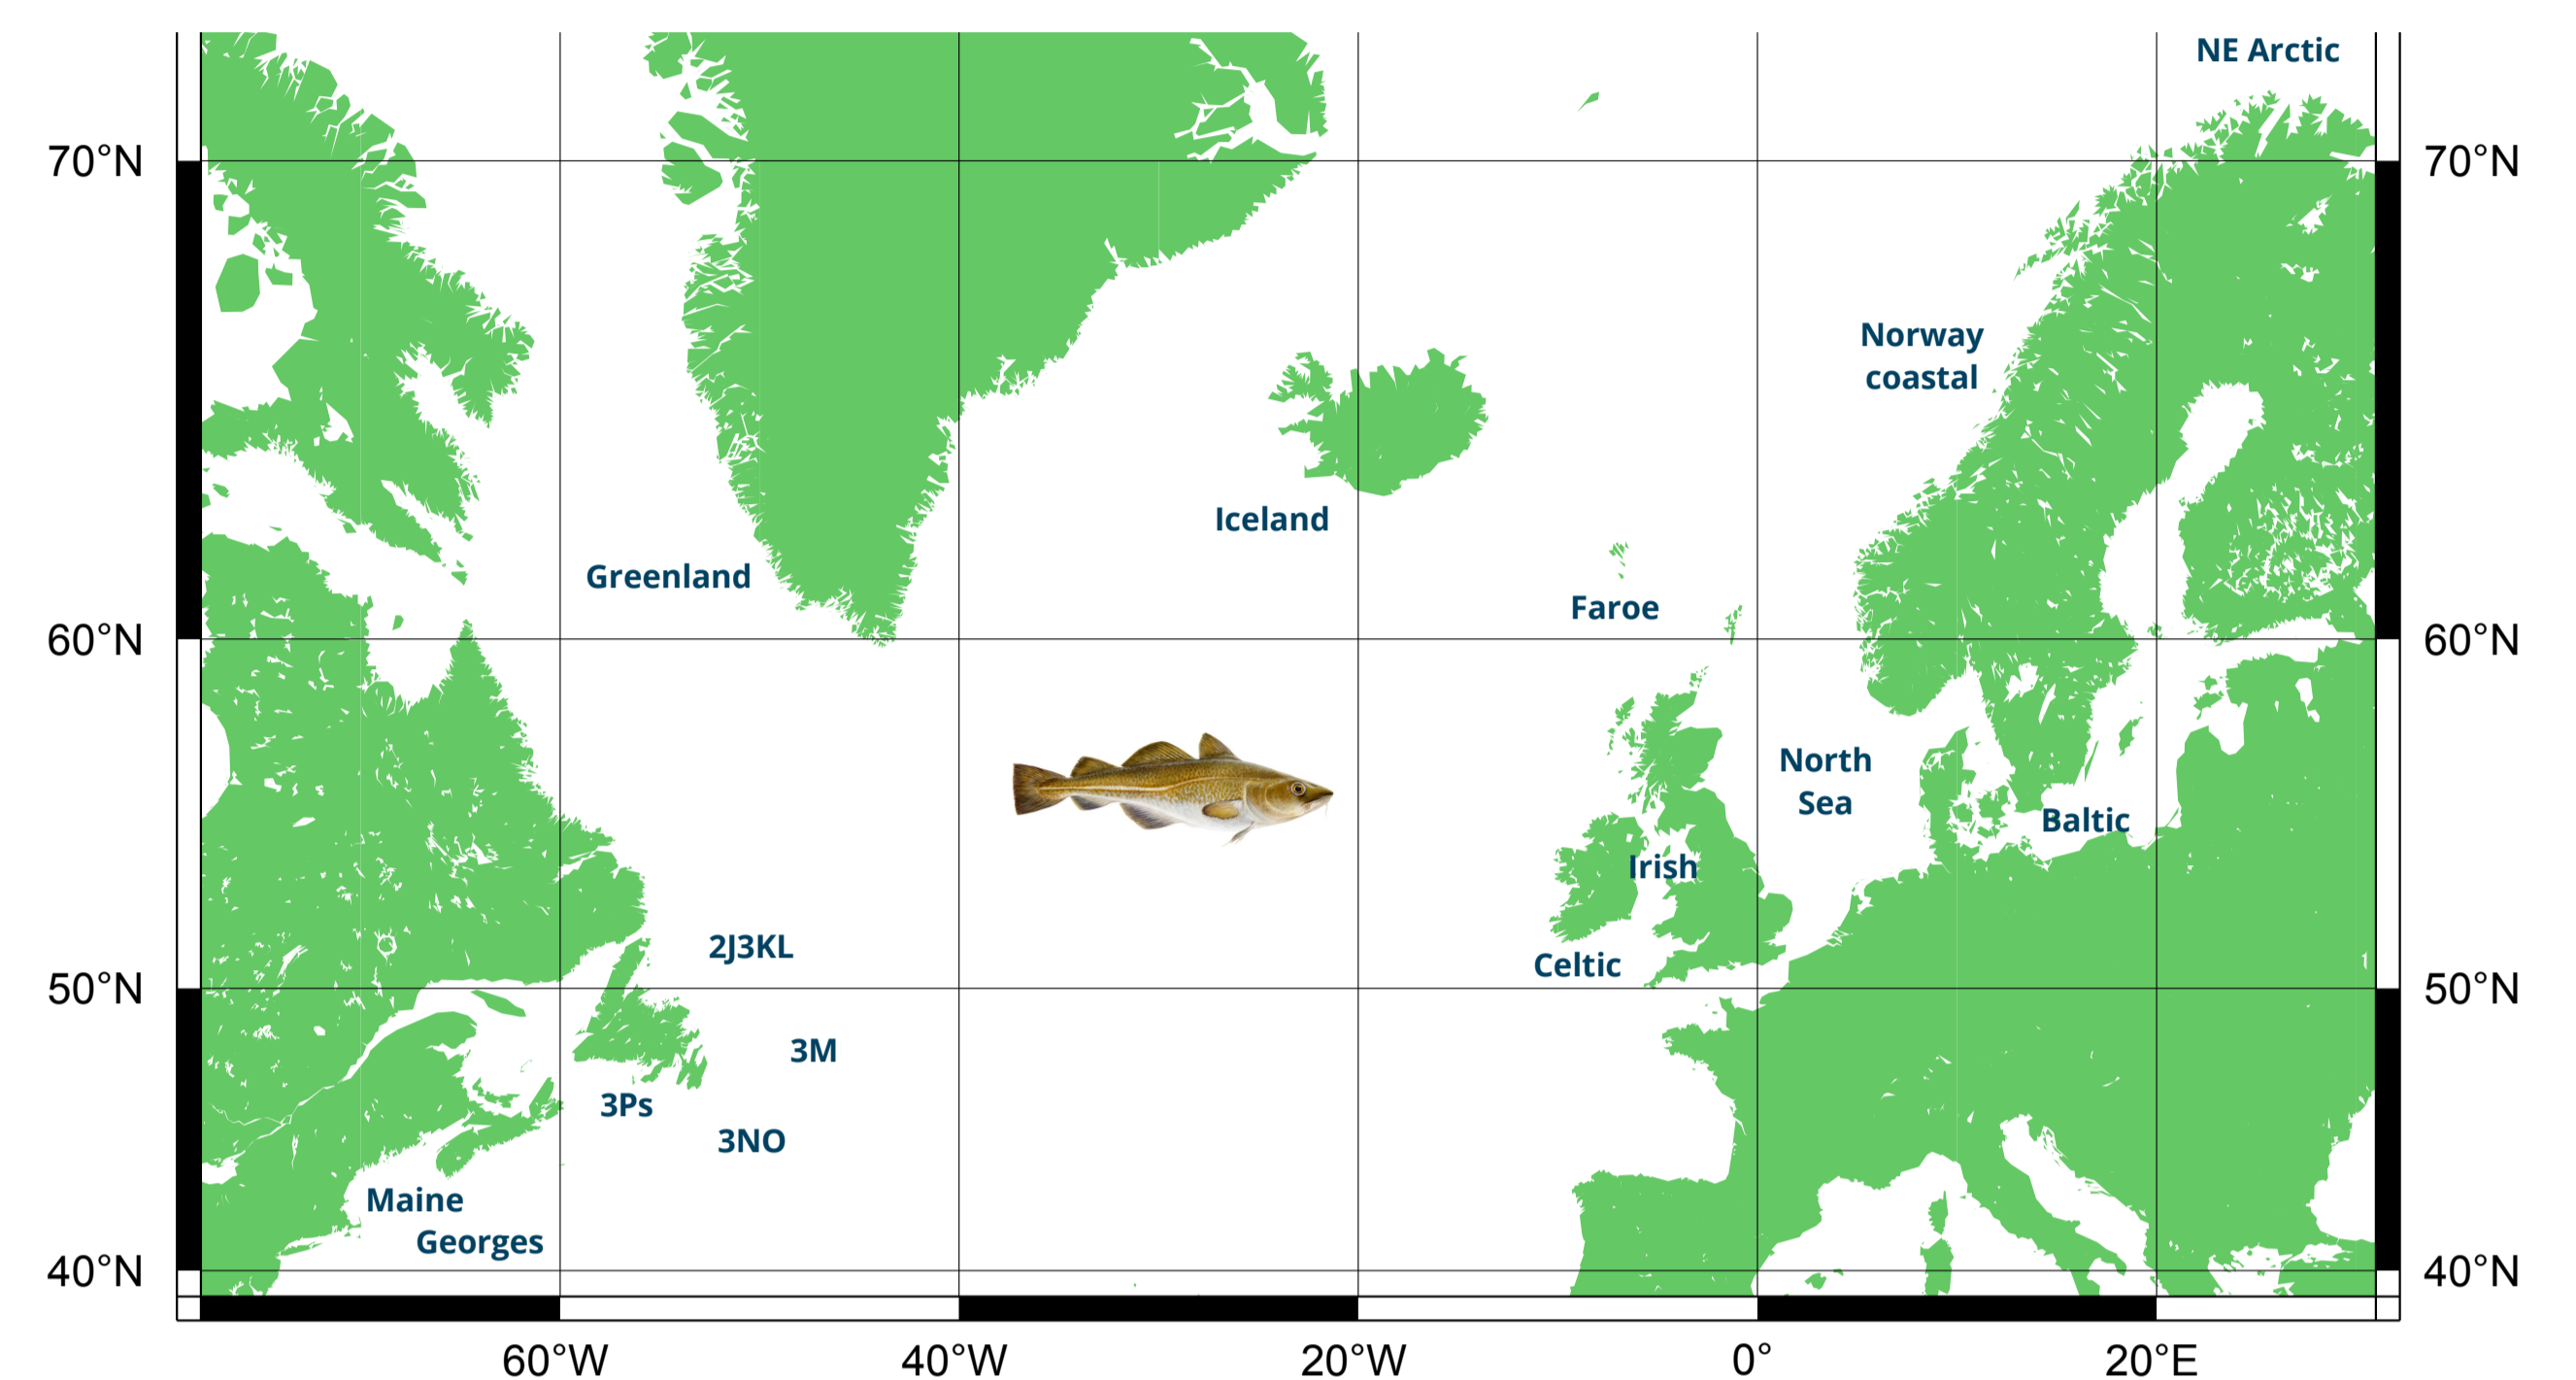 NE Arctic
70°N
70°N
Norway
coastal
Iceland
Greenland
Faroe
60°N
60°N
North
Sea
Baltic
Irish
2J3KL
Celtic
50°N
50°N
3M
3Ps
3NO
Maine
Georges
40°N
40°N
60°W
40°W
20°W
0°
20°E